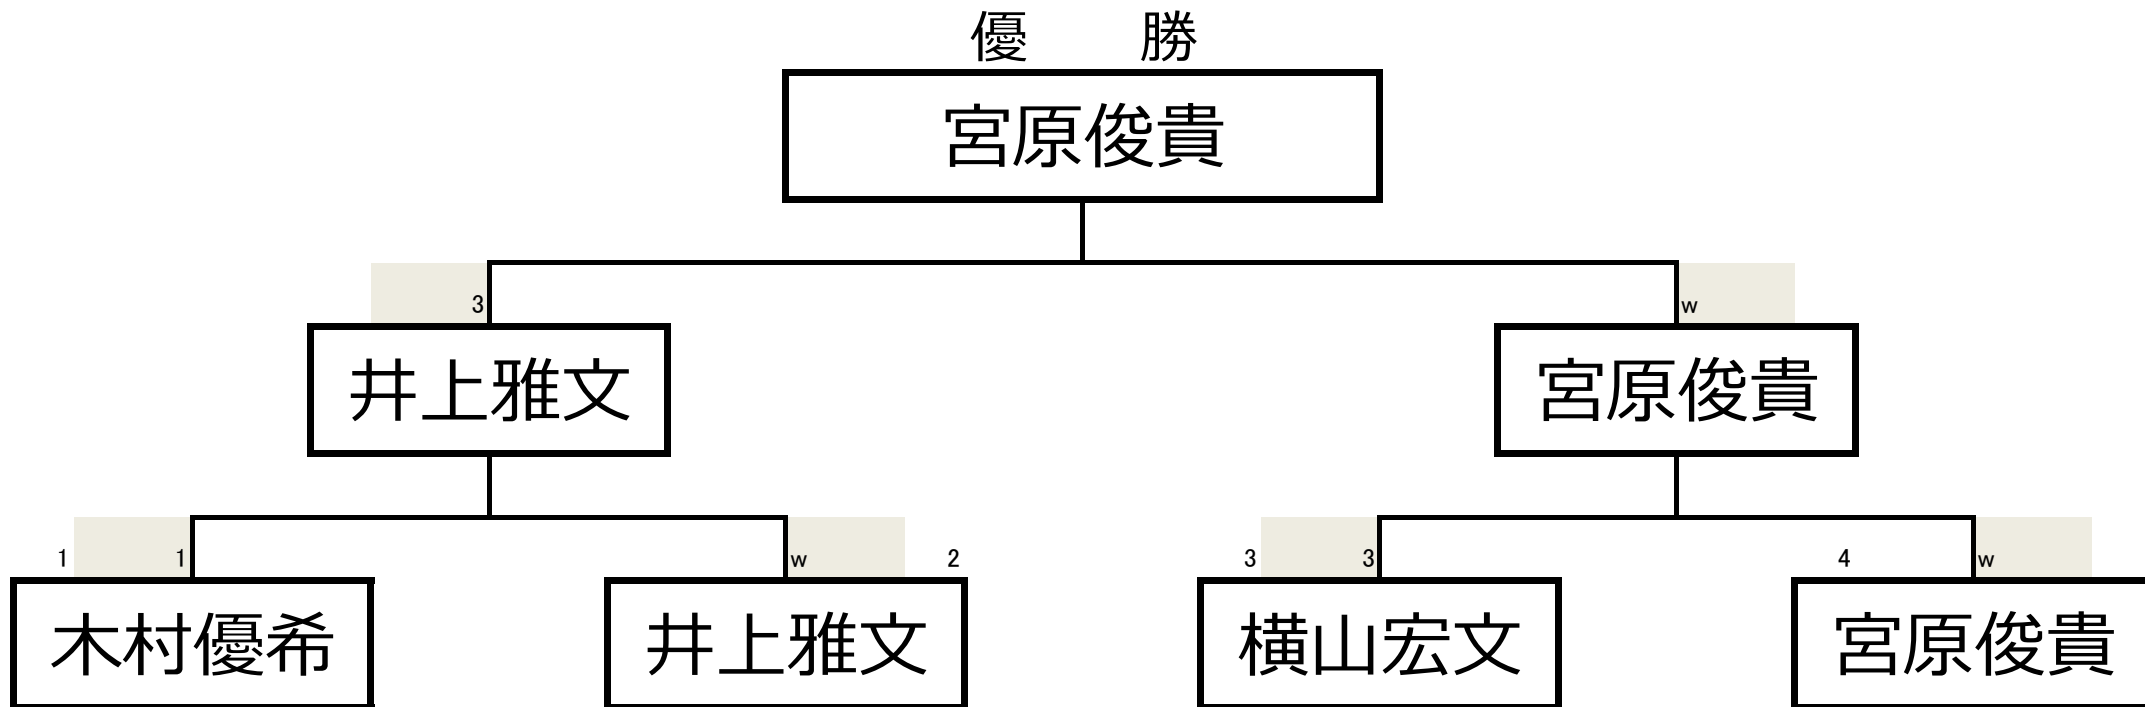 優　勝
宮原俊貴
3 w
井上雅文 宮原俊貴
1 1 w 2 3 3 4 w
木村優希 井上雅文 横山宏文 宮原俊貴